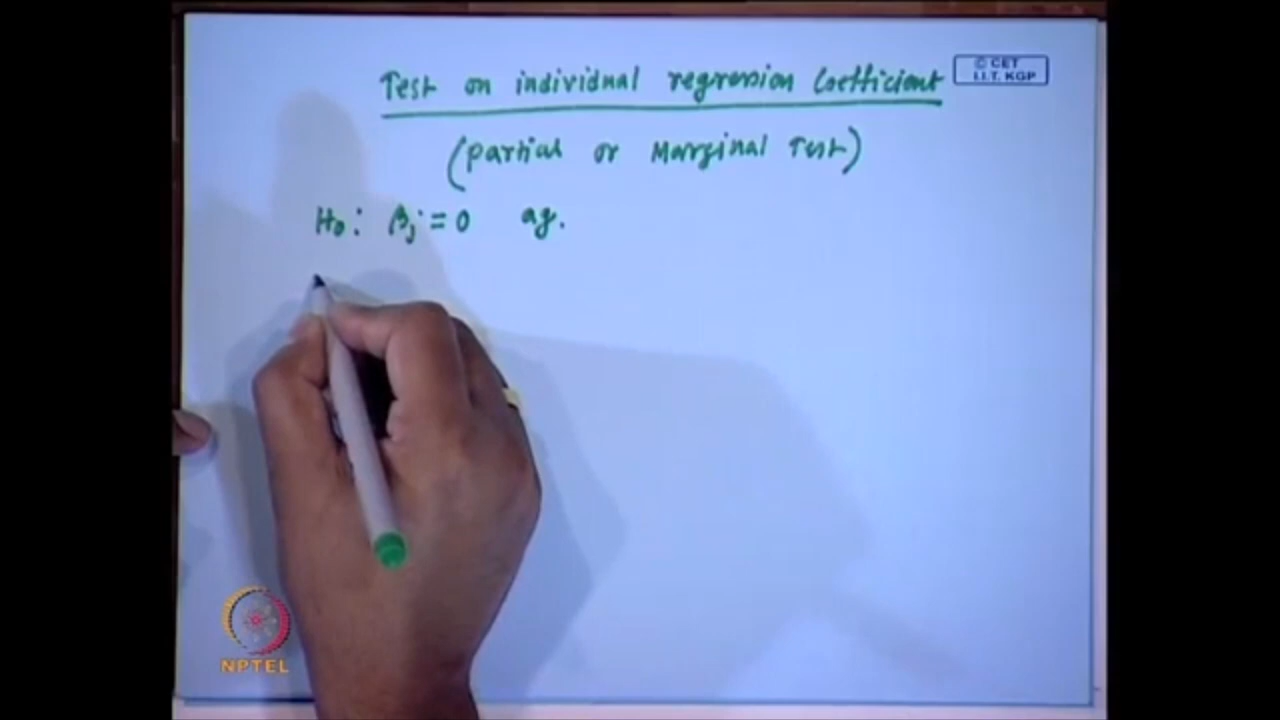 Test on individual regression Coefficient
© CET
I.I.T. KGP
(Partial or Marginal Test)
H₀: βⱼ = 0 ag.
NPTEL